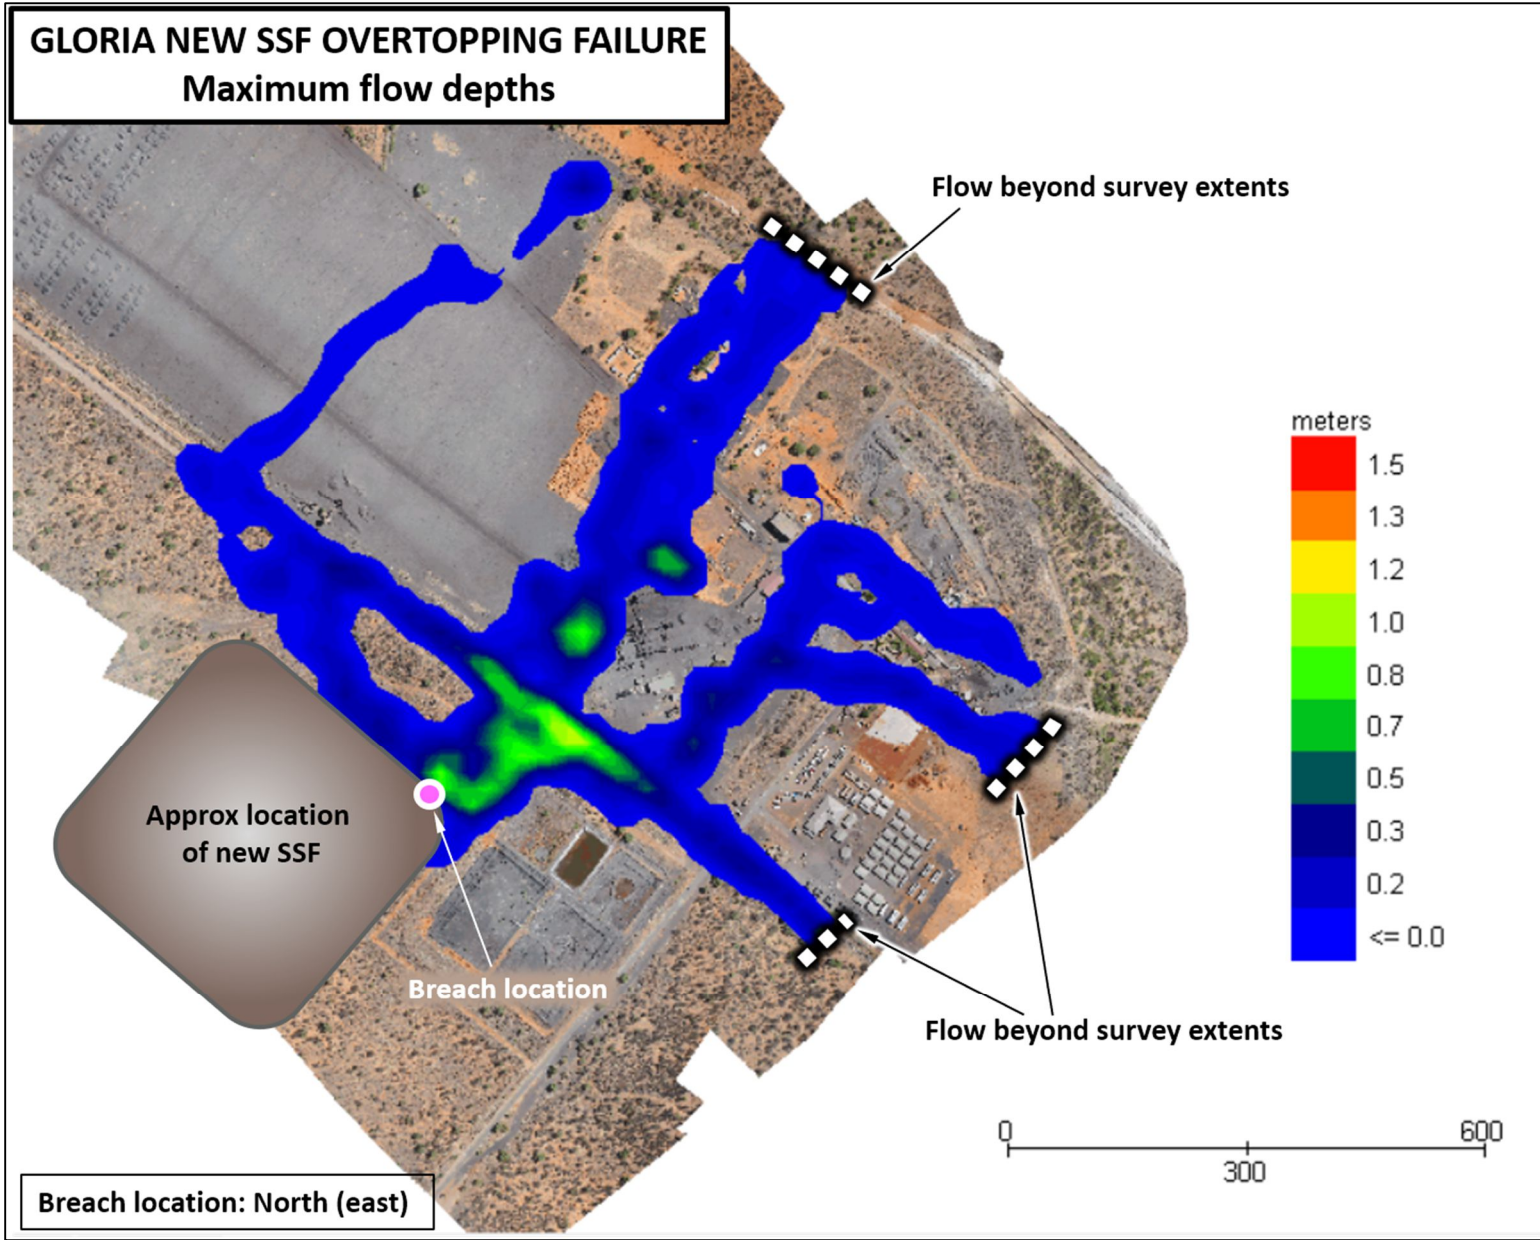 GLORIA NEW SSF OVERTOPPING FAILURE
Maximum flow depths
Flow beyond survey extents
meters
1.5
1.3
1.2
1.0
0.8
0.7
0.5
0.3
0.2
<= 0.0
Approx location
of new SSF
Breach location
Flow beyond survey extents
0
600
300
Breach location: North (east)